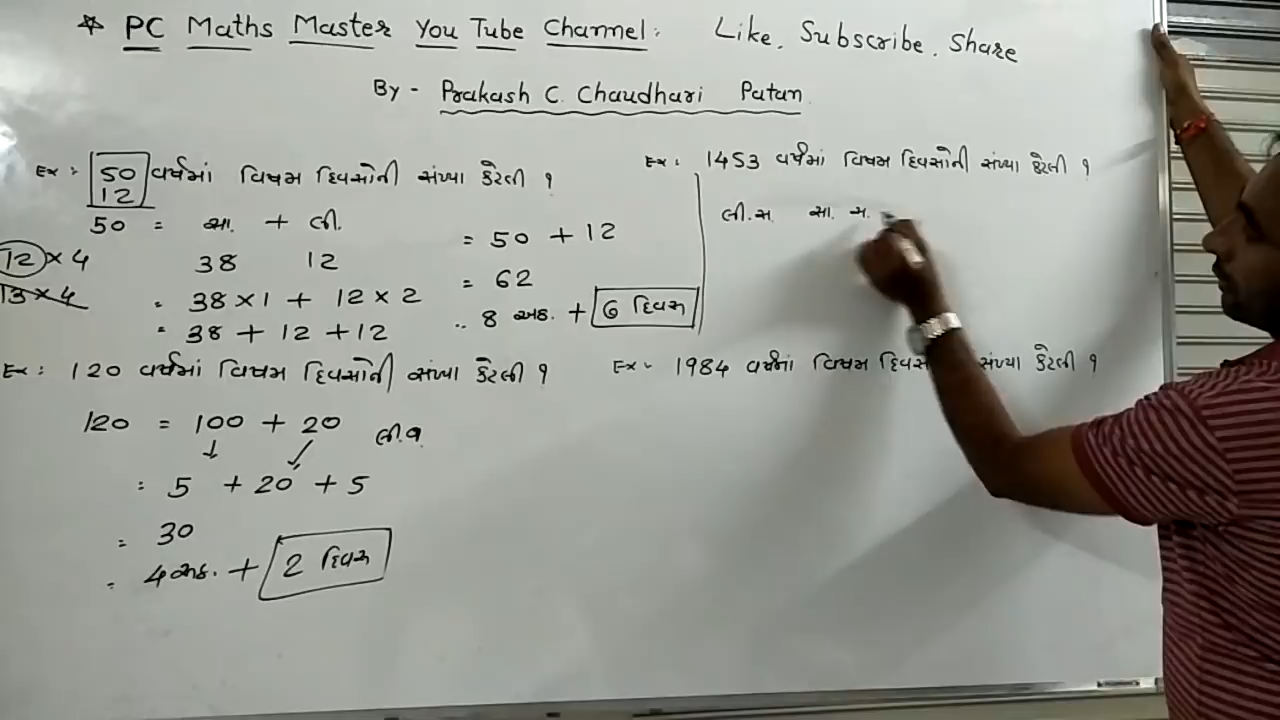 ☆ PC Maths Master You Tube Channel: Like. Subscribe. Share
By - Prakash C. Chaudhari Patan
Ex: 50 વર્ષમાં વિષમ દિવસોની સંખ્યા કેટલી ?
12
50 = સા. + લી.
12 × 4 38 12
13 × 4
= 38 × 1 + 12 × 2
= 38 + 12 + 12
= 50 + 12
= 62
∴ 8 અઠ. + 6 દિવસ
Ex: 1453 વર્ષમાં વિષમ દિવસોની સંખ્યા કેટલી ?
લી.સ. સા. સ.
Ex: 120 વર્ષમાં વિષમ દિવસોની સંખ્યા કેટલી ?
120 = 100 + 20 લી.વ.
= 5 + 20 + 5
= 30
= 4 અઠ. + 2 દિવસ
Ex: 1984 વર્ષમાં વિષમ સંખ્યા કેટલી ?